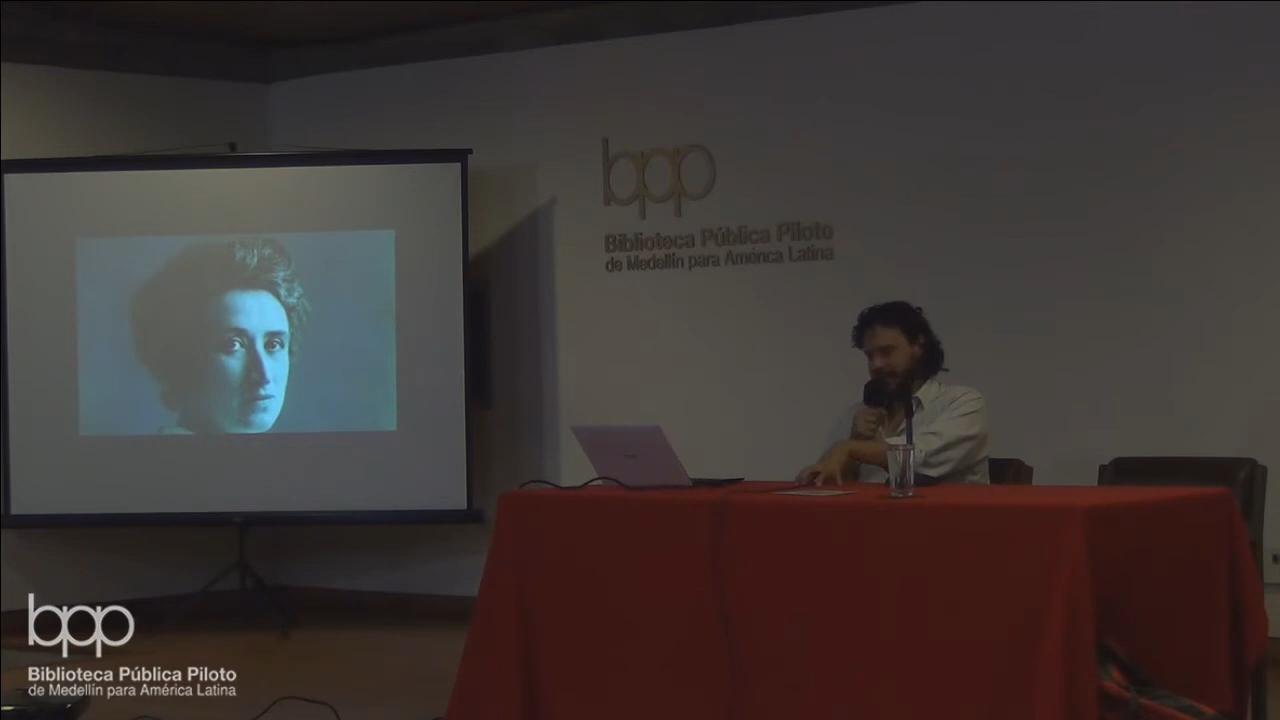 bpp
Biblioteca Pública Piloto
de Medellín para América Latina
bpp
Biblioteca Pública Piloto
de Medellín para América Latina